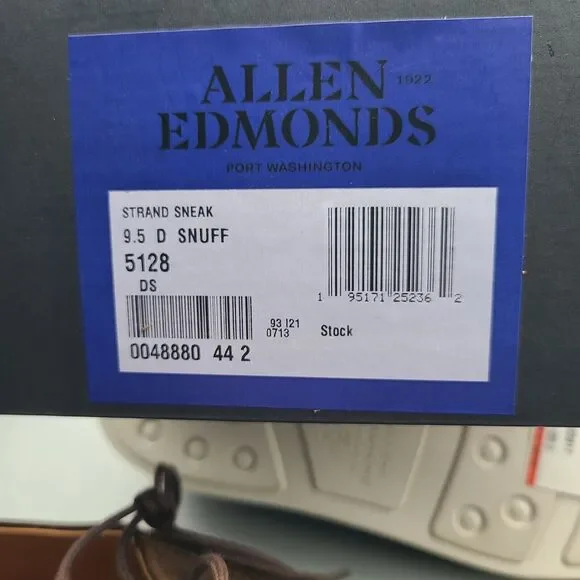 ALLEN 1922
EDMONDS
PORT WASHINGTON
STRAND SNEAK
9.5 D SNUFF
5128
DS
1 95171 25236 2
93 I21
0713
Stock
0048880 44 2